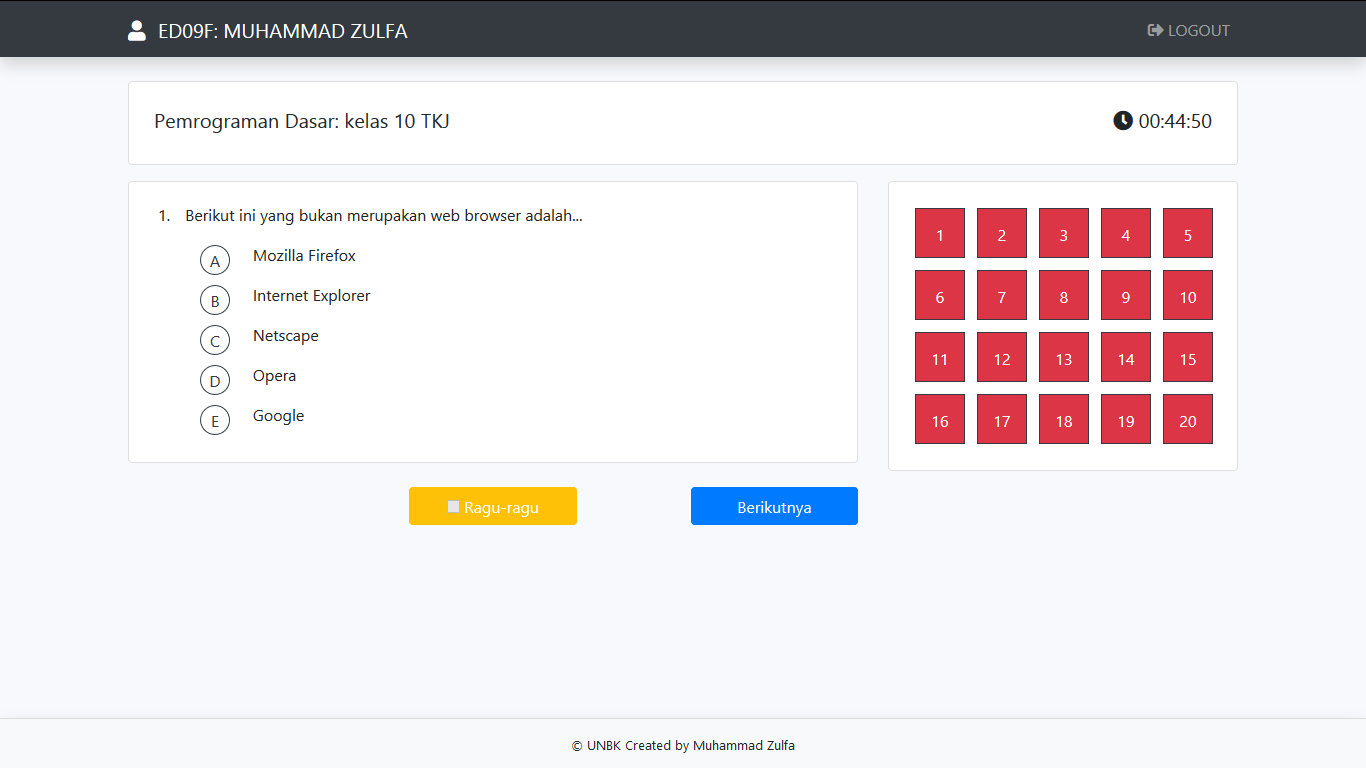 ED09F: MUHAMMAD ZULFA
LOGOUT
Pemrograman Dasar: kelas 10 TKJ
00:44:50
1. Berikut ini yang bukan merupakan web browser adalah...
A Mozilla Firefox
B Internet Explorer
C Netscape
D Opera
E Google
1 2 3 4 5
6 7 8 9 10
11 12 13 14 15
16 17 18 19 20
Ragu-ragu
Berikutnya
© UNBK Created by Muhammad Zulfa